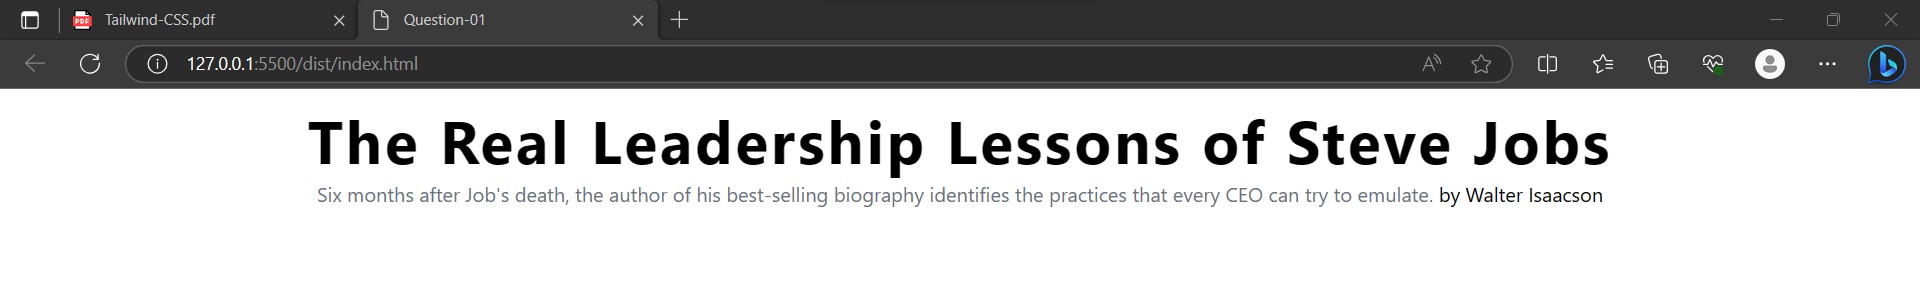 Tailwind-CSS.pdf
Question-01
127.0.0.1:5500/dist/index.html
The Real Leadership Lessons of Steve Jobs
Six months after Job's death, the author of his best-selling biography identifies the practices that every CEO can try to emulate. by Walter Isaacson